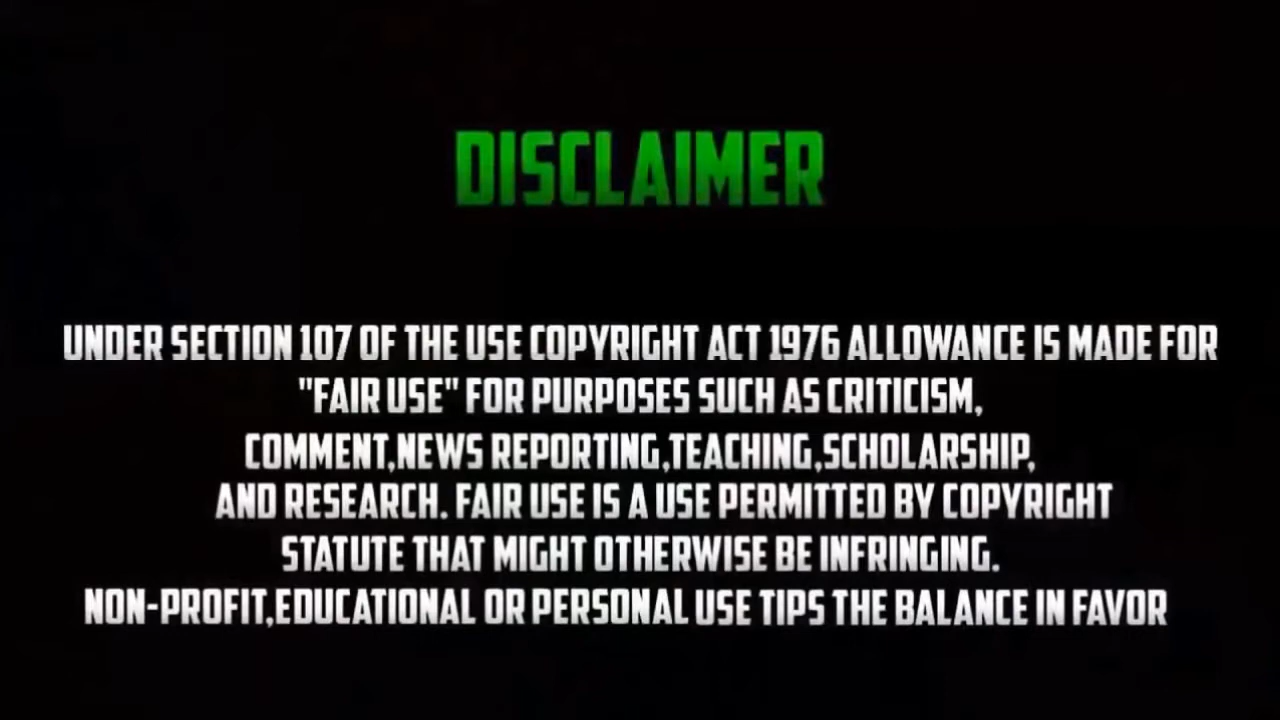 DISCLAIMER
UNDER SECTION 107 OF THE USE COPYRIGHT ACT 1976 ALLOWANCE IS MADE FOR
"FAIR USE" FOR PURPOSES SUCH AS CRITICISM,
COMMENT,NEWS REPORTING,TEACHING,SCHOLARSHIP,
AND RESEARCH. FAIR USE IS A USE PERMITTED BY COPYRIGHT
STATUTE THAT MIGHT OTHERWISE BE INFRINGING.
NON-PROFIT,EDUCATIONAL OR PERSONAL USE TIPS THE BALANCE IN FAVOR